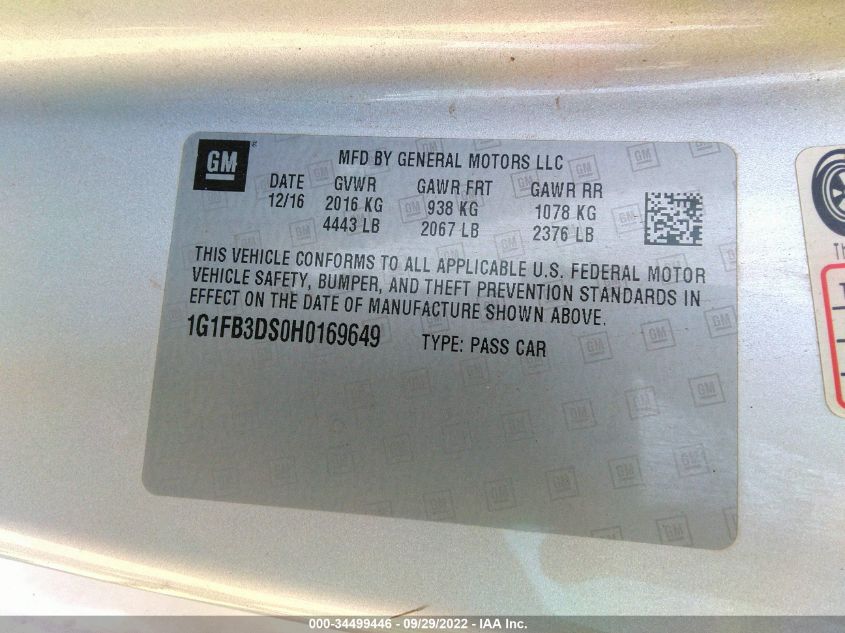 GM ®
MFD BY GENERAL MOTORS LLC
DATE GVWR GAWR FRT GAWR RR
12/16 2016 KG 938 KG 1078 KG
4443 LB 2067 LB 2376 LB
THIS VEHICLE CONFORMS TO ALL APPLICABLE U.S. FEDERAL MOTOR
VEHICLE SAFETY, BUMPER, AND THEFT PREVENTION STANDARDS IN
EFFECT ON THE DATE OF MANUFACTURE SHOWN ABOVE.
1G1FB3DS0H0169649 TYPE: PASS CAR
000-34499446 - 09/29/2022 - IAA Inc.